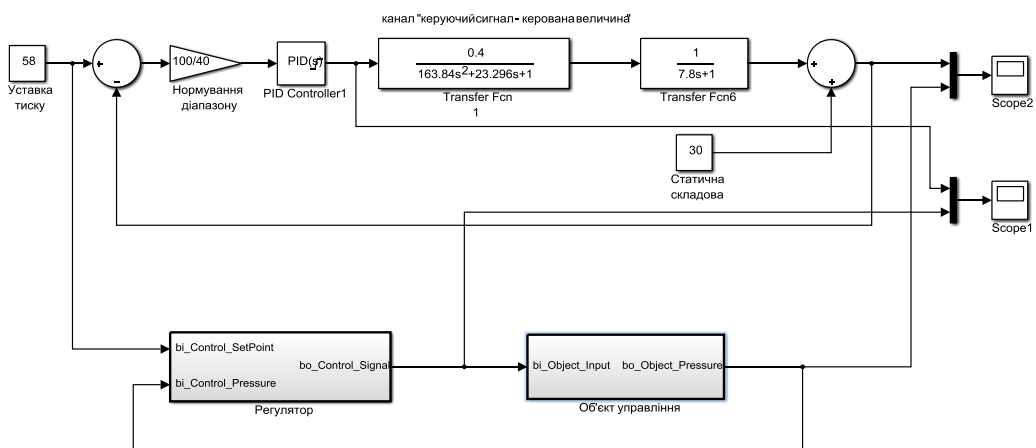 канал "керуючийсигнал - керована величина"
58
Уставка
тиску
+
-
100/40
Нормування
діапазону
PID(s)
PID Controller1
0.4
163.84s2+23.296s+1
Transfer Fcn
1
1
7.8s+1
Transfer Fcn6
+
+
30
Статична
складова
Scope2
Scope1
bi_Control_SetPoint
bi_Control_Pressure
bo_Control_Signal
Регулятор
bi_Object_Input
bo_Object_Pressure
Об'єкт управління